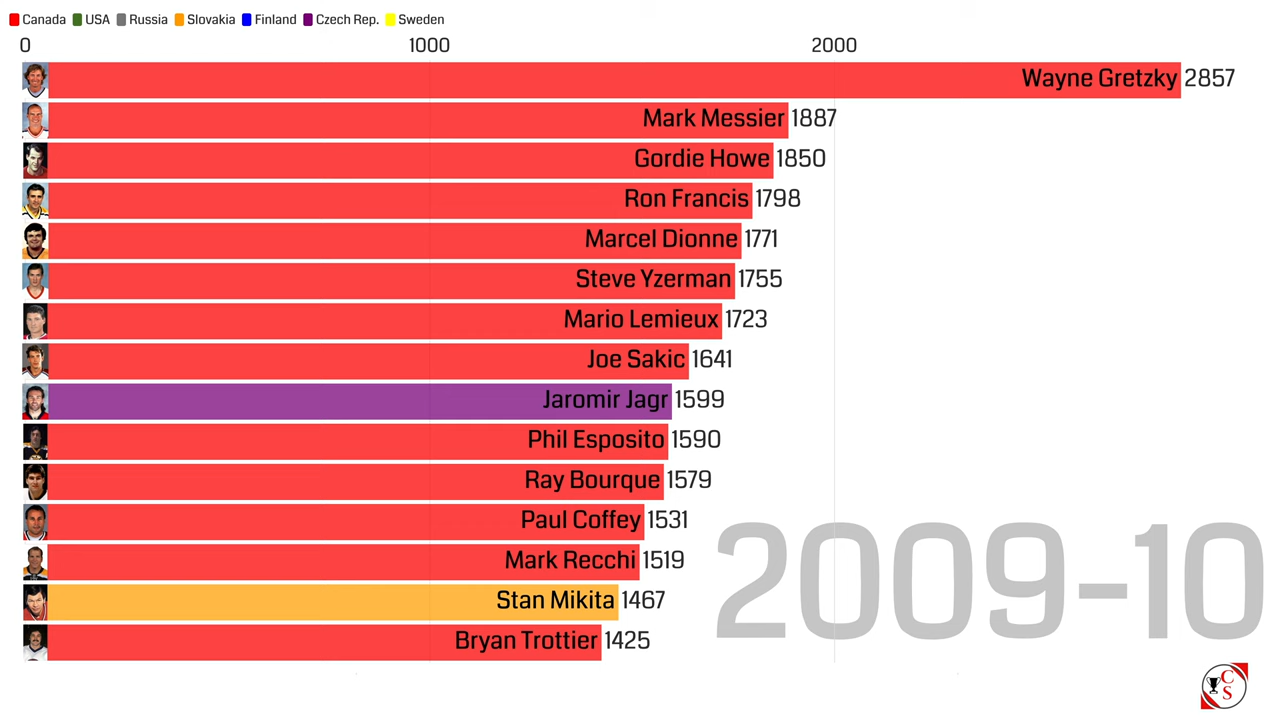 Canada USA Russia Slovakia Finland Czech Rep. Sweden
0 1000 2000
Wayne Gretzky 2857
Mark Messier 1887
Gordie Howe 1850
Ron Francis 1798
Marcel Dionne 1771
Steve Yzerman 1755
Mario Lemieux 1723
Joe Sakic 1641
Jaromir Jagr 1599
Phil Esposito 1590
Ray Bourque 1579
Paul Coffey 1531
Mark Recchi 1519
Stan Mikita 1467
Bryan Trottier 1425
2009-10
C
S